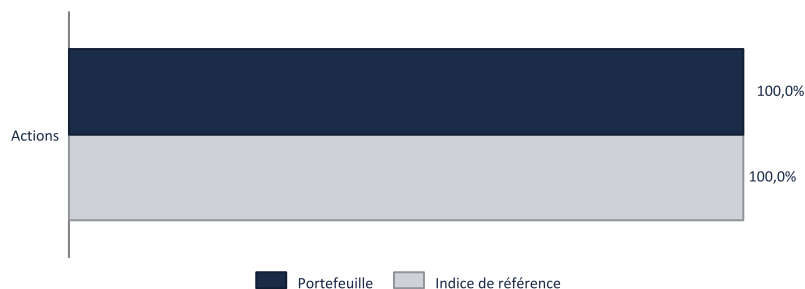 100,0%
Actions
100,0%
Portefeuille
Indice de référence